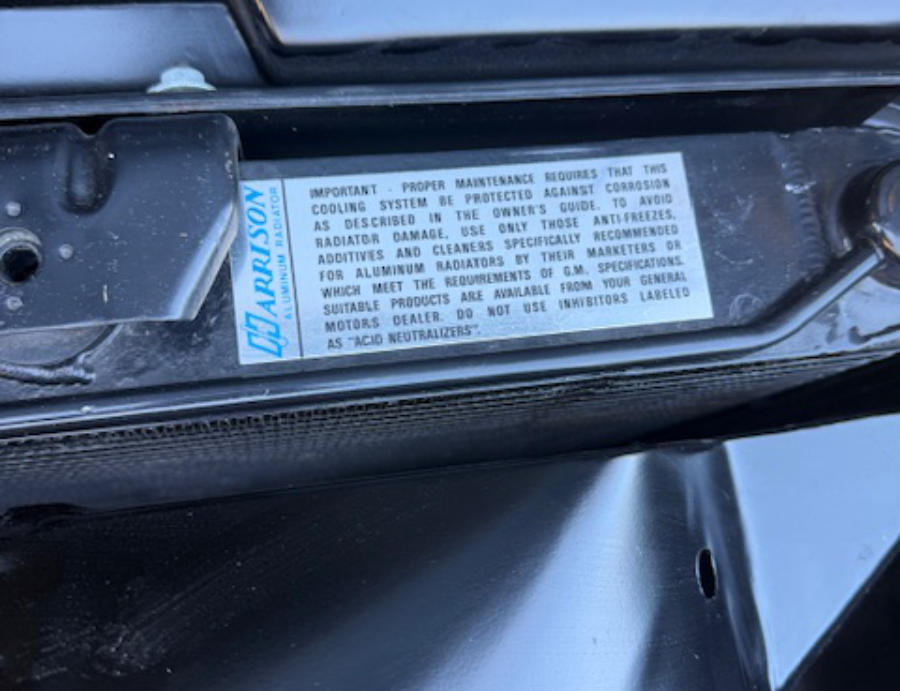 HARRISON
ALUMINUM RADIATOR
IMPORTANT - PROPER MAINTENANCE REQUIRES THAT THIS
COOLING SYSTEM BE PROTECTED AGAINST CORROSION
AS DESCRIBED IN THE OWNER'S GUIDE. TO AVOID
RADIATOR DAMAGE, USE ONLY THOSE ANTI-FREEZES,
ADDITIVES AND CLEANERS SPECIFICALLY RECOMMENDED
FOR ALUMINUM RADIATORS BY THEIR MARKETERS OR
WHICH MEET THE REQUIREMENTS OF G.M. SPECIFICATIONS.
SUITABLE PRODUCTS ARE AVAILABLE FROM YOUR GENERAL
MOTORS DEALER. DO NOT USE INHIBITORS LABELED
AS "ACID NEUTRALIZERS".